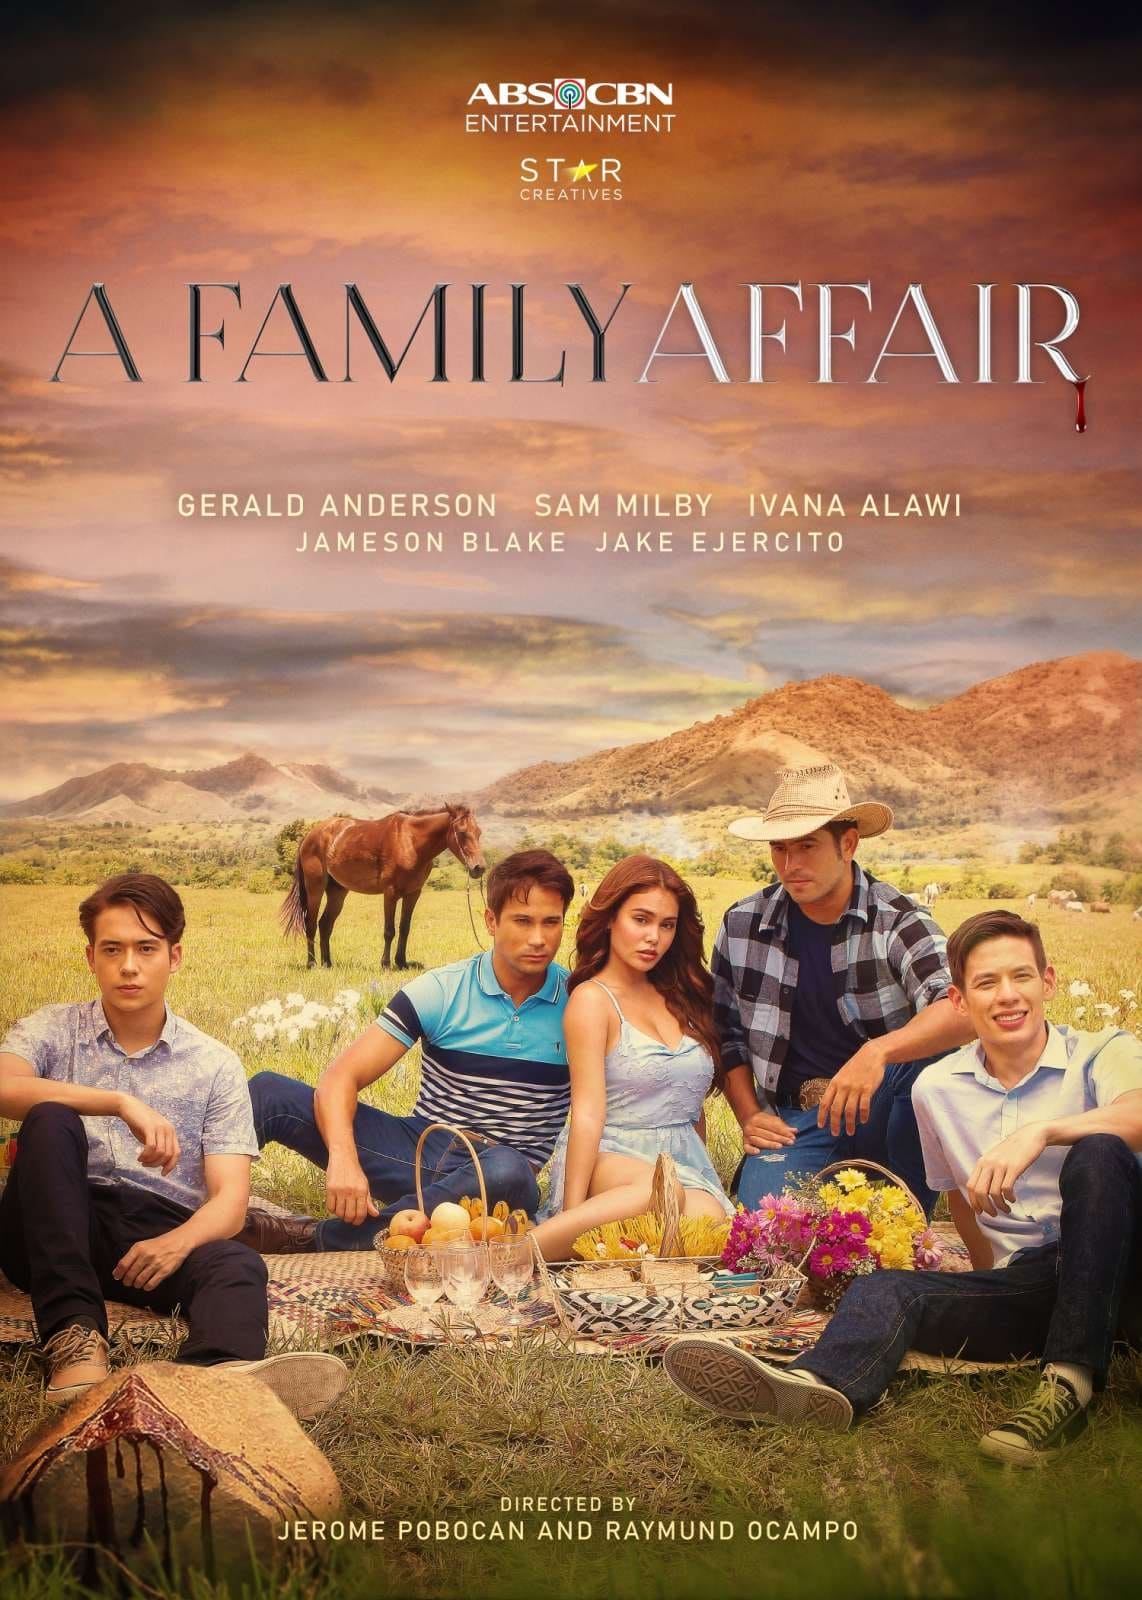 ABS CBN
ENTERTAINMENT
STAR
CREATIVES
A FAMILY AFFAIR
GERALD ANDERSON SAM MILBY IVANA ALAWI
JAMESON BLAKE JAKE EJERCITO
DIRECTED BY
JEROME POBOCAN AND RAYMUND OCAMPO